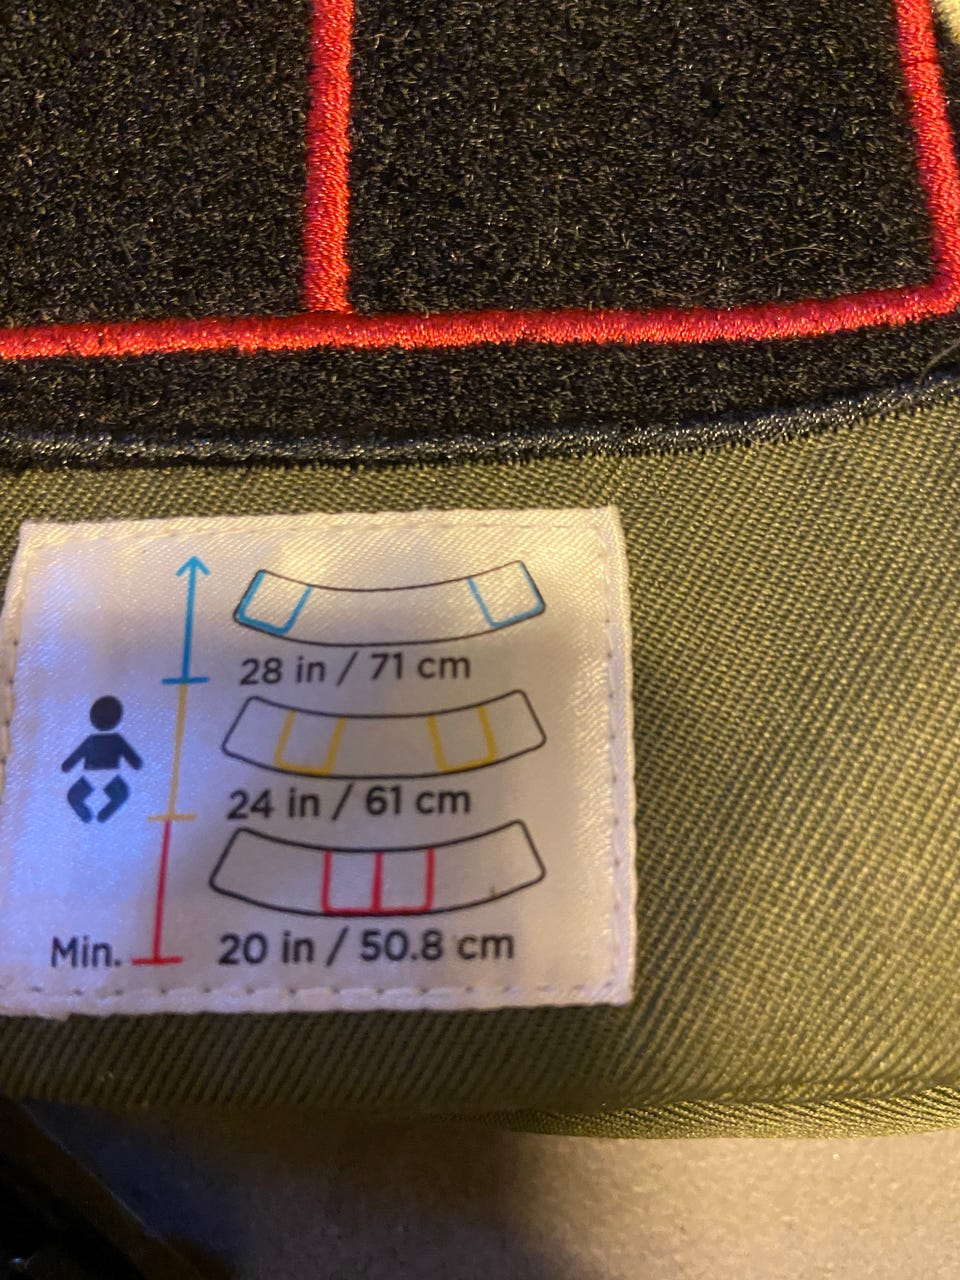 28 in / 71 cm
24 in / 61 cm
Min. 20 in / 50.8 cm